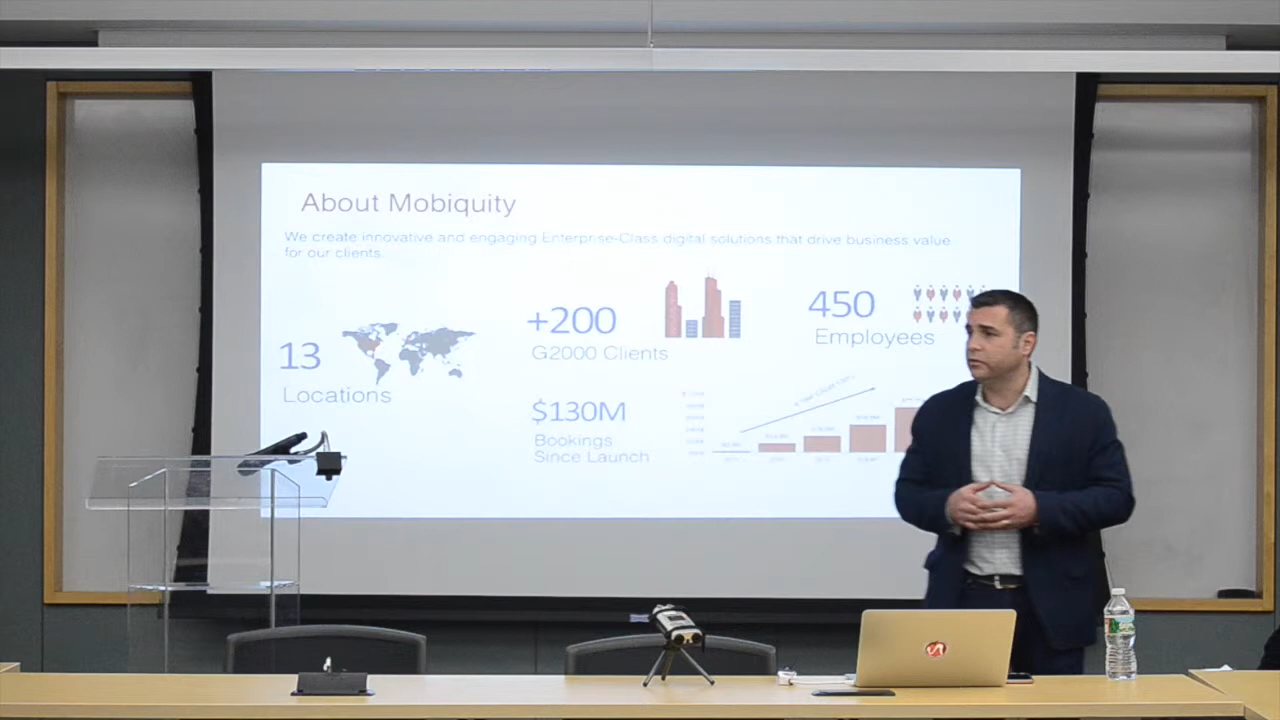 About Mobiquity
We create innovative and engaging Enterprise-Class digital solutions that drive business value
for our clients.
13
Locations
+200
G2000 Clients
450
Employees
$130M
Bookings
Since Launch